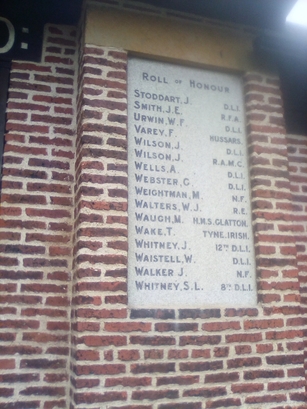 D:
ROLL OF HONOUR
STODDART, J. D.L.I.
SMITH, J.E. R.F.A.
URWIN, W.F. D.L.I.
VAREY, F. HUSSARS.
WILSON, J. D.L.I.
WILSON, J. R.A.M.C.
WELLS, A. D.L.I.
WEBSTER, G. D.L.I.
WEIGHTMAN, M. N.F.
WALTERS, W.J. R.E.
WAUGH, M. H.M.S. GLATTON.
WAKE, T. TYNE. IRISH.
WHITNEY, J. 12TH D.L.I.
WAISTELL, W. D.L.I.
WALKER J. N.F.
WHITNEY, S.L. 8TH D.L.I.